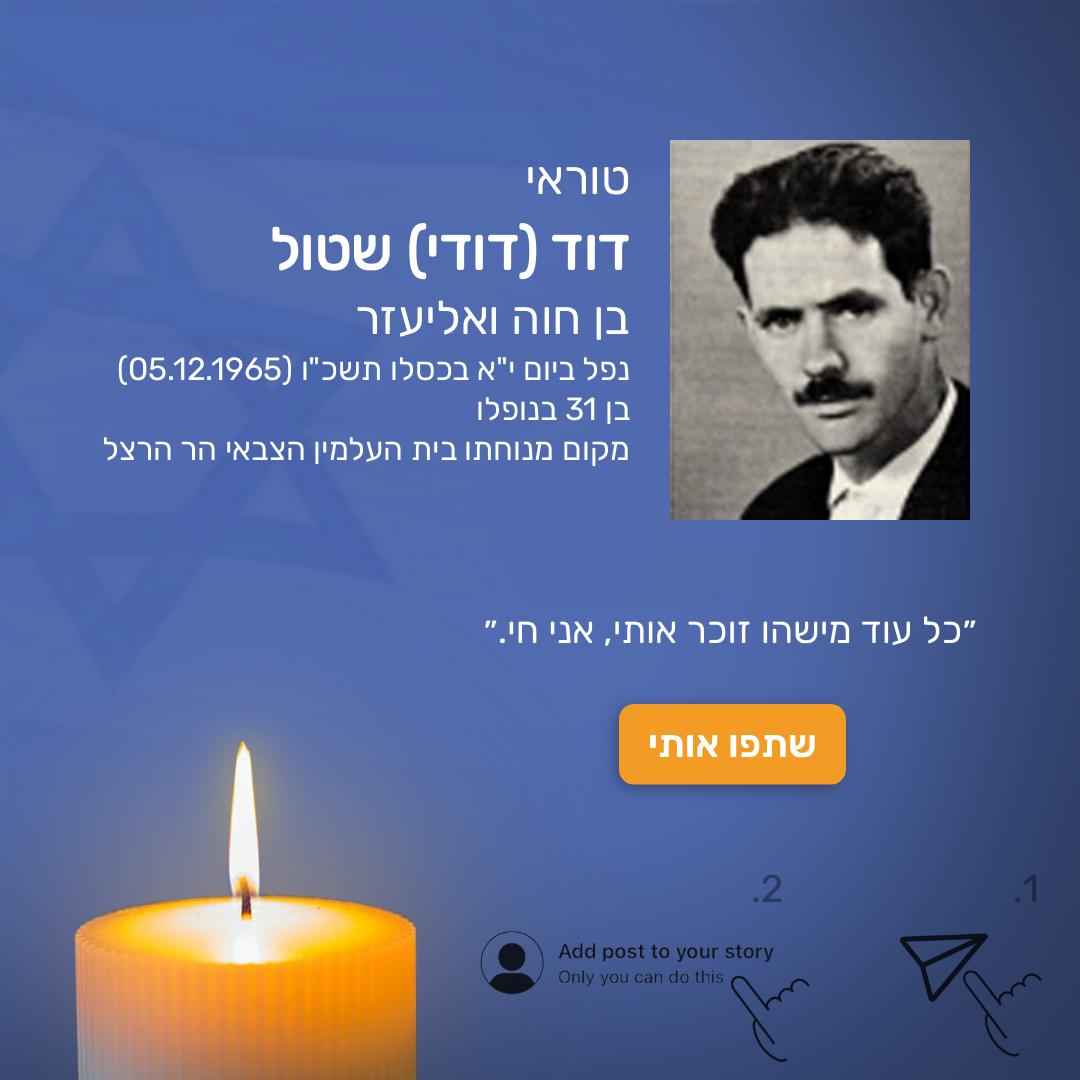 טוראי
דוד (דודי) שטול
בן חוה ואליעזר
נפל ביום י"א בכסלו תשכ"ו (05.12.1965)
בן 31 בנופלו
מקום מנוחתו בית העלמין הצבאי הר הרצל
״כל עוד מישהו זוכר אותי, אני חי.״
שתפו אותי
1.
2.
Add post to your story
Only you can do this